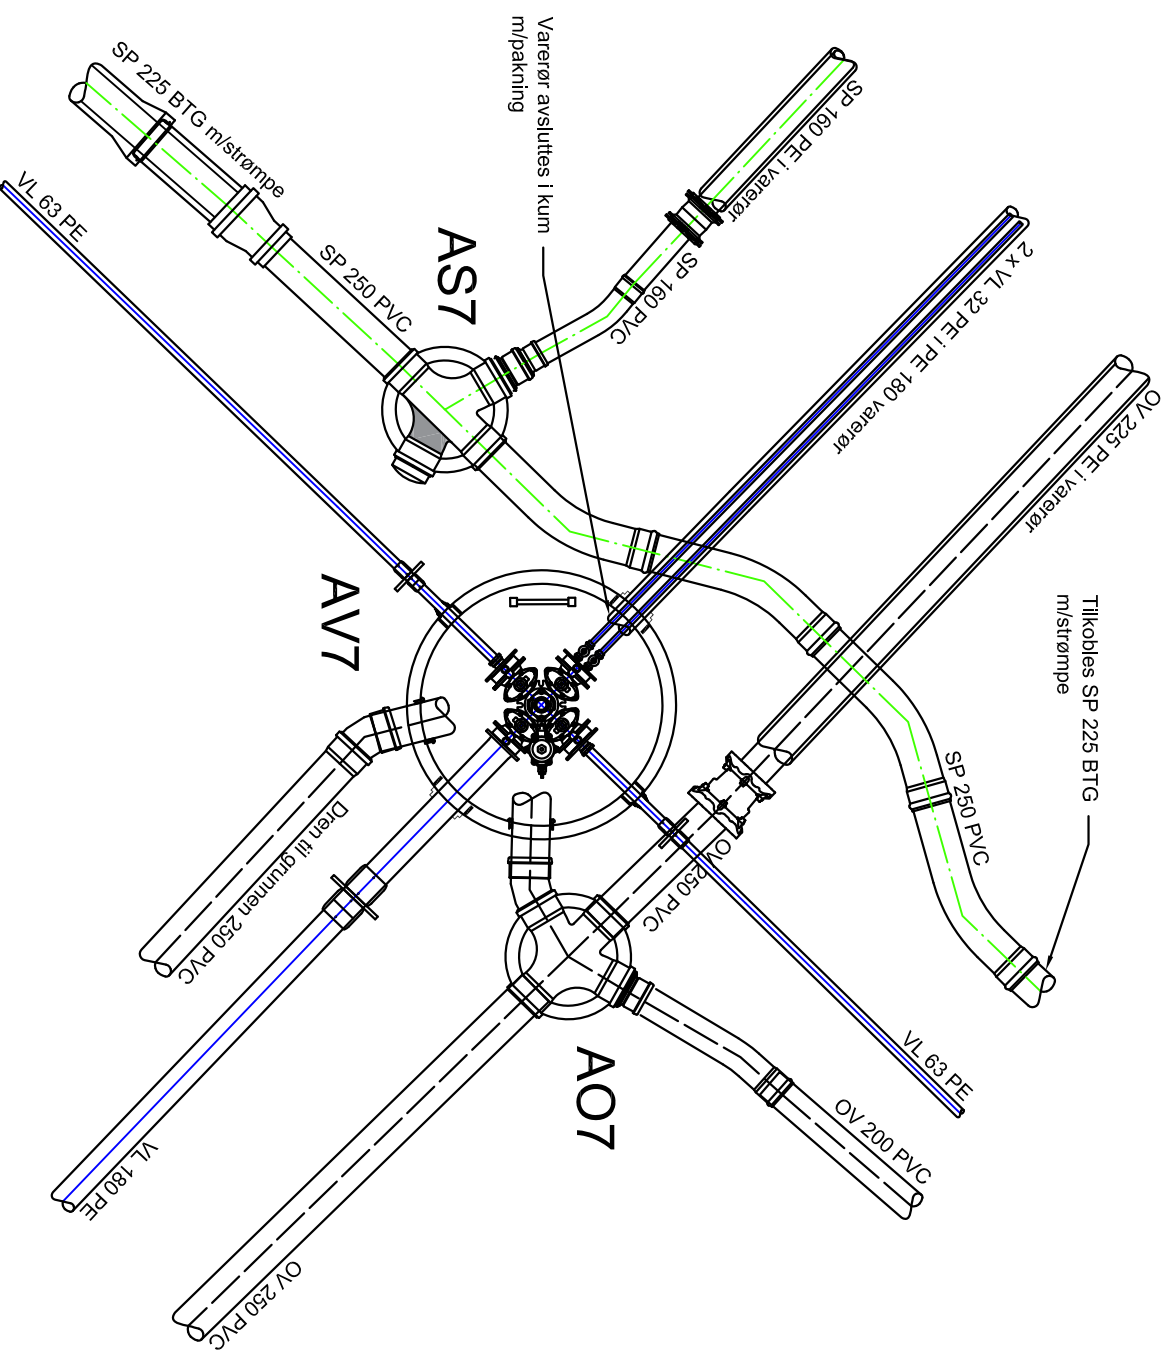 SP 225 BTG m/strømpe
VL 63 PE
SP 250 PVC
AS7
Varerør avsluttes i kum
m/pakning
SP 160 PE i varerør
SP 160 PVC
2 x VL 32 PE i PE 180 varerør
OV 225 PE i varerør
Tilkobles SP 225 BTG
m/strømpe
SP 250 PVC
AV7
Dren til grunnen 250 PVC
OV 250 PVC
VL 63 PE
AO7
OV 200 PVC
VL 180 PE
OV 250 PVC